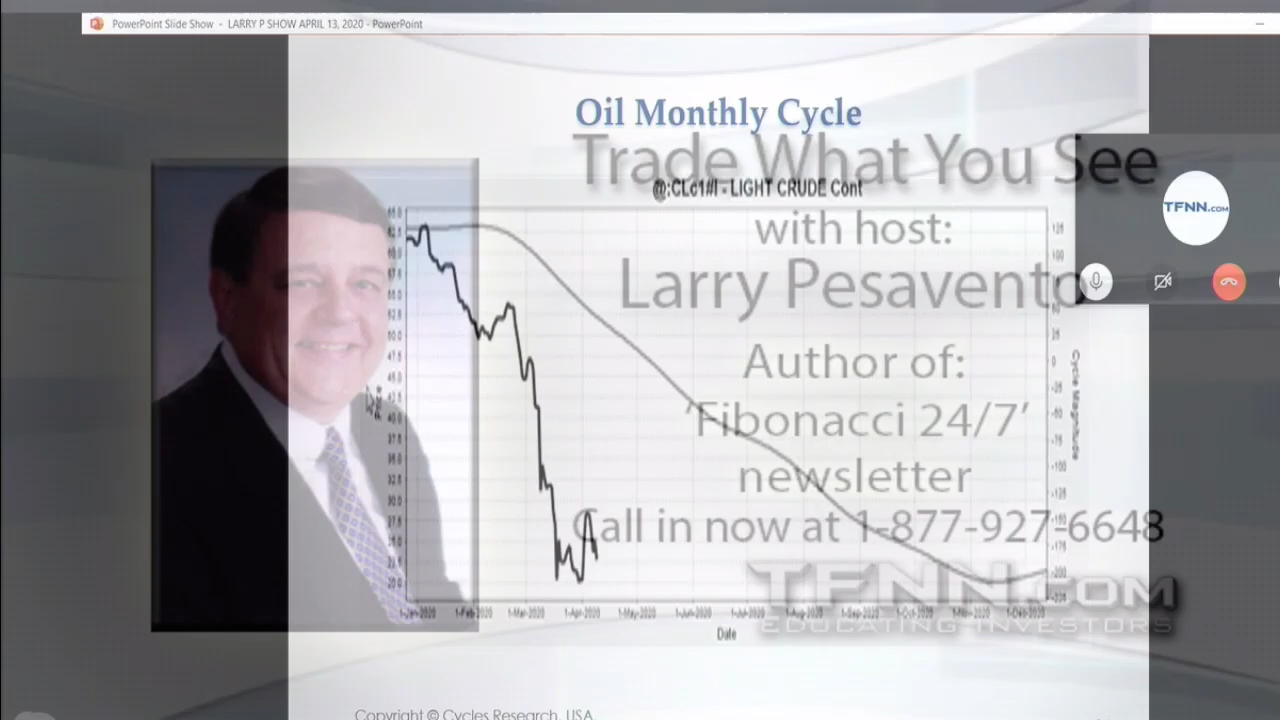 PowerPoint Slide Show - LARRY P SHOW APRIL 13, 2020 - PowerPoint
Oil Monthly Cycle
Trade What You See
@:CLc1#I - LIGHT CRUDE Cont
TFNN.COM
with host:
Larry Pesavento
Author of:
'Fibonacci 24/7'
newsletter
Call in now at 1-877-927-6648
TFNN.COM
EDUCATING INVESTORS
Cycle Magnitude
1-Jan-2020 1-Feb-2020 1-Mar-2020 1-Apr-2020 1-May-2020 1-Jun-2020 1-Jul-2020 1-Aug-2020 1-Sep-2020 1-Oct-2020 1-Nov-2020 1-Dec-2020
Date
Copyright © Cycles Research, USA